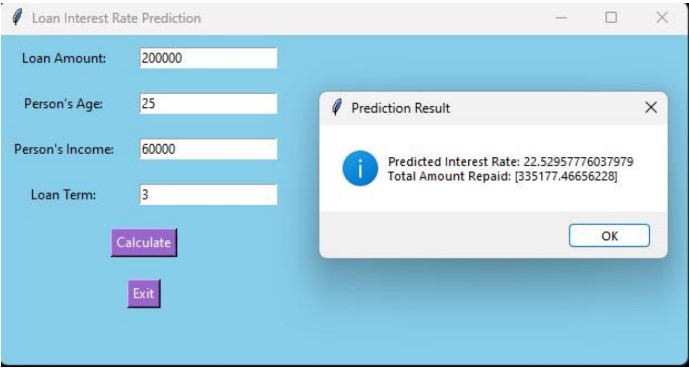 Loan Interest Rate Prediction
Loan Amount: 200000
Person's Age: 25
Person's Income: 60000
Loan Term: 3
Calculate
Exit
Prediction Result
Predicted Interest Rate: 22.52957776037979
Total Amount Repaid: [335177.46656228]
OK